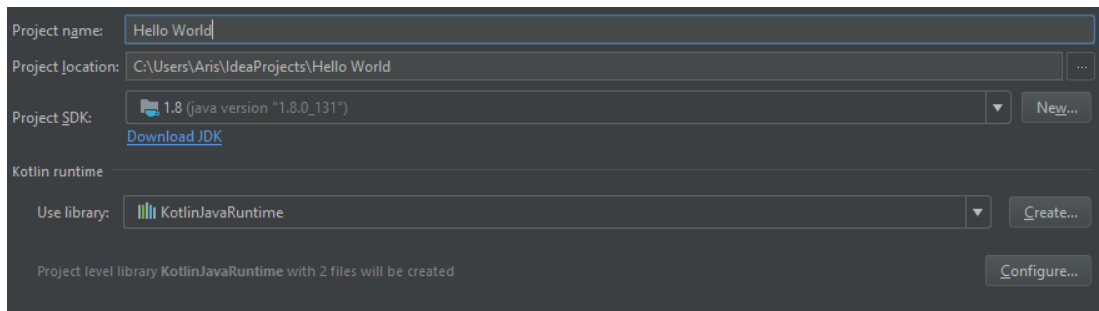 Project name: Hello World
Project location: C:\Users\Aris\IdeaProjects\Hello World ...
Project SDK: 1.8 (java version "1.8.0_131") New...
Download JDK
Kotlin runtime
Use library: KotlinJavaRuntime Create...
Project level library KotlinJavaRuntime with 2 files will be created Configure...